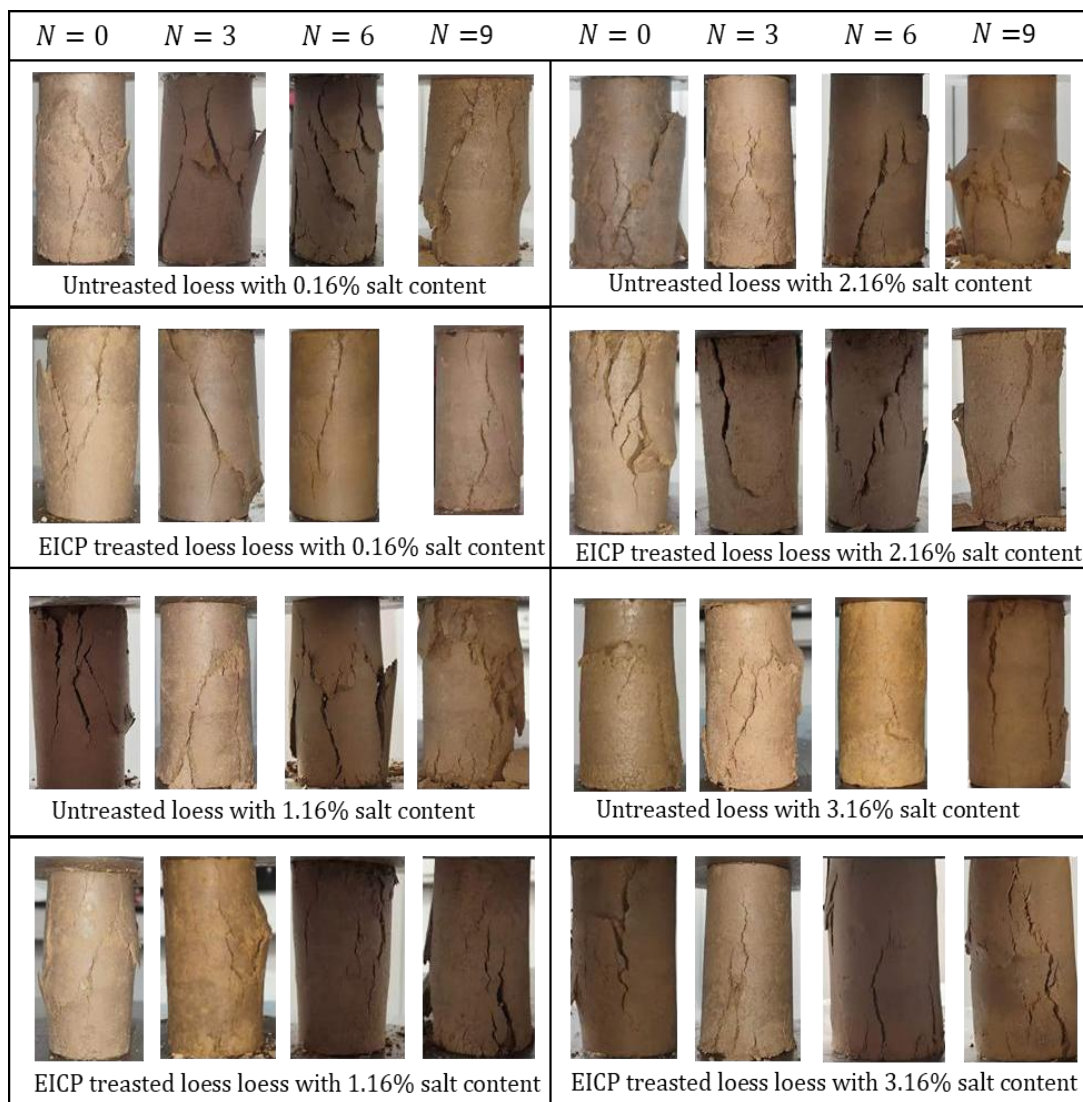 N = 0 N = 3 N = 6 N =9 N = 0 N = 3 N = 6 N =9
Untreasted loess with 0.16% salt content
Untreasted loess with 2.16% salt content
EICP treasted loess loess with 0.16% salt content
EICP treasted loess loess with 2.16% salt content
Untreasted loess with 1.16% salt content
Untreasted loess with 3.16% salt content
EICP treasted loess loess with 1.16% salt content
EICP treasted loess loess with 3.16% salt content